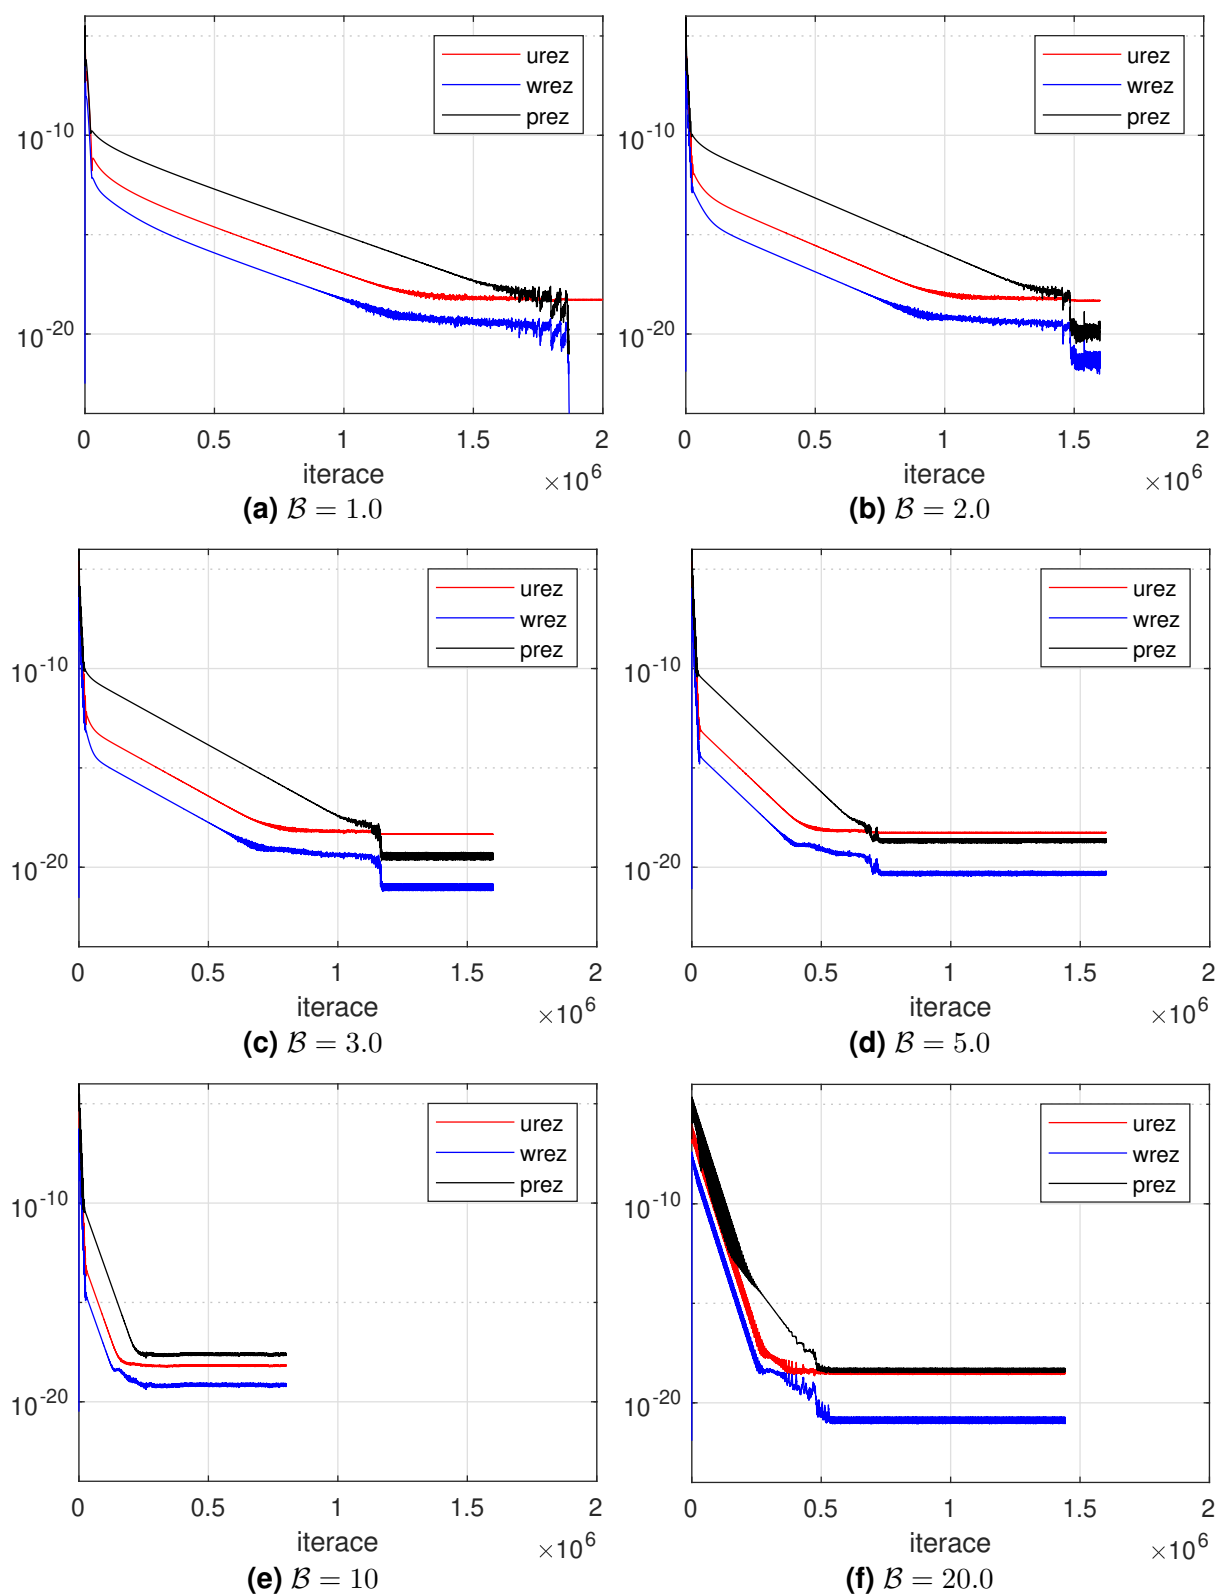 urez
wrez
prez
10^-10
10^-20
0 0.5 1 1.5 2
iterace
×10^6
(a) B = 1.0
urez
wrez
prez
10^-10
10^-20
0 0.5 1 1.5 2
iterace
×10^6
(b) B = 2.0
urez
wrez
prez
10^-10
10^-20
0 0.5 1 1.5 2
iterace
×10^6
(c) B = 3.0
urez
wrez
prez
10^-10
10^-20
0 0.5 1 1.5 2
iterace
×10^6
(d) B = 5.0
urez
wrez
prez
10^-10
10^-20
0 0.5 1 1.5 2
iterace
×10^6
(e) B = 10
urez
wrez
prez
10^-10
10^-20
0 0.5 1 1.5 2
iterace
×10^6
(f) B = 20.0